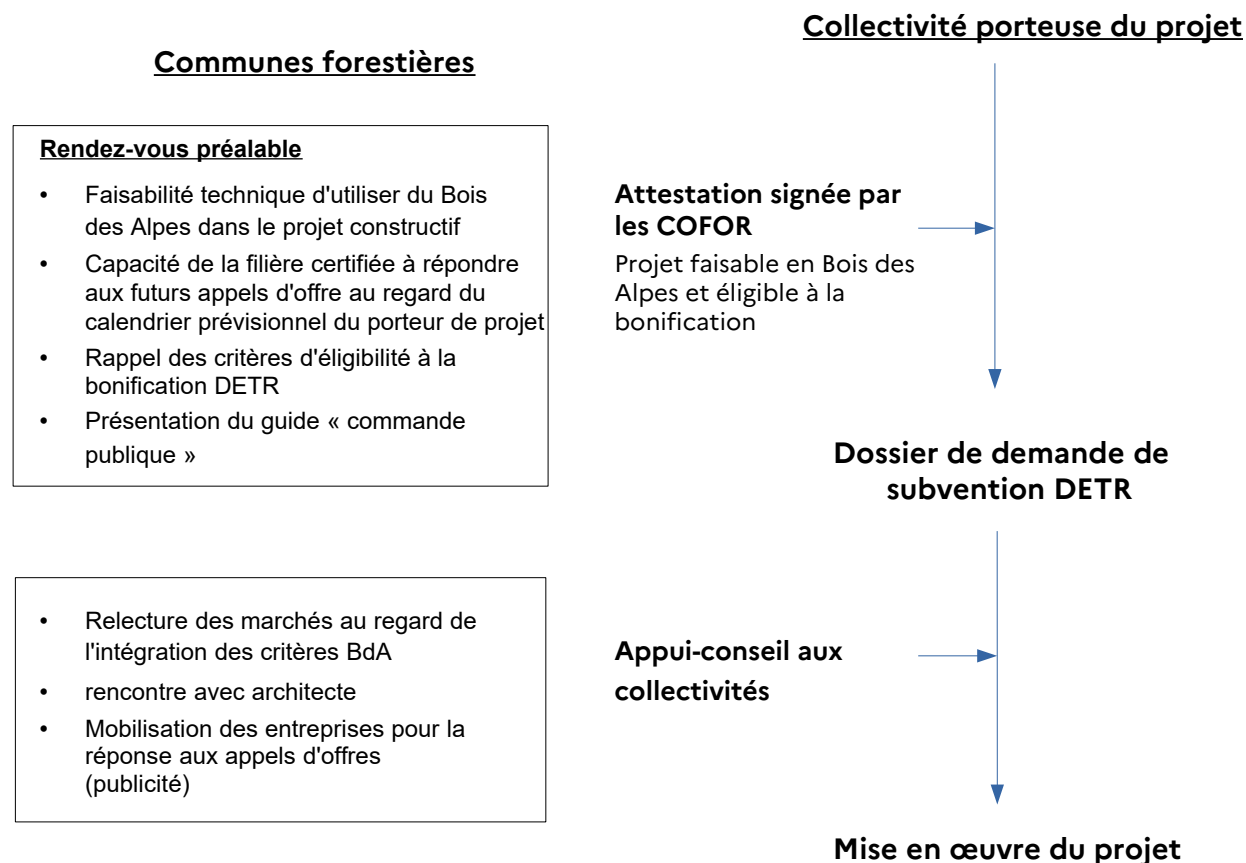 Collectivité porteuse du projet
Communes forestières
Rendez-vous préalable
• Faisabilité technique d'utiliser du Bois
des Alpes dans le projet constructif
• Capacité de la filière certifiée à répondre
aux futurs appels d'offre au regard du
calendrier prévisionnel du porteur de projet
• Rappel des critères d'éligibilité à la
bonification DETR
• Présentation du guide « commande
publique »
Attestation signée par
les COFOR
Projet faisable en Bois des
Alpes et éligible à la
bonification
Dossier de demande de
subvention DETR
• Relecture des marchés au regard de
l'intégration des critères BdA
• rencontre avec architecte
• Mobilisation des entreprises pour la
réponse aux appels d'offres
(publicité)
Appui-conseil aux
collectivités
Mise en œuvre du projet